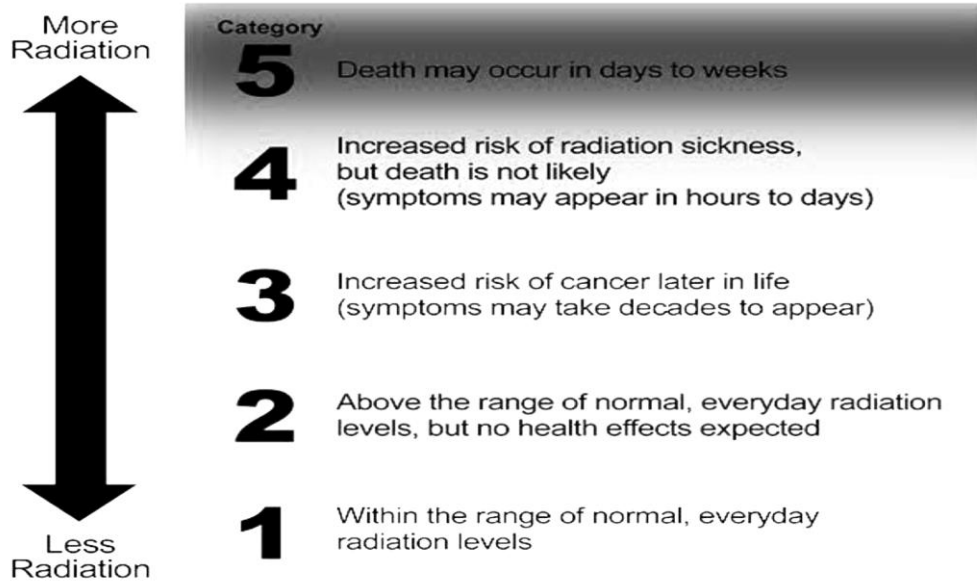 More
Radiation
Category
5
Death may occur in days to weeks
4
Increased risk of radiation sickness,
but death is not likely
(symptoms may appear in hours to days)
3
Increased risk of cancer later in life
(symptoms may take decades to appear)
2
Above the range of normal, everyday radiation
levels, but no health effects expected
1
Within the range of normal, everyday
radiation levels
Less
Radiation